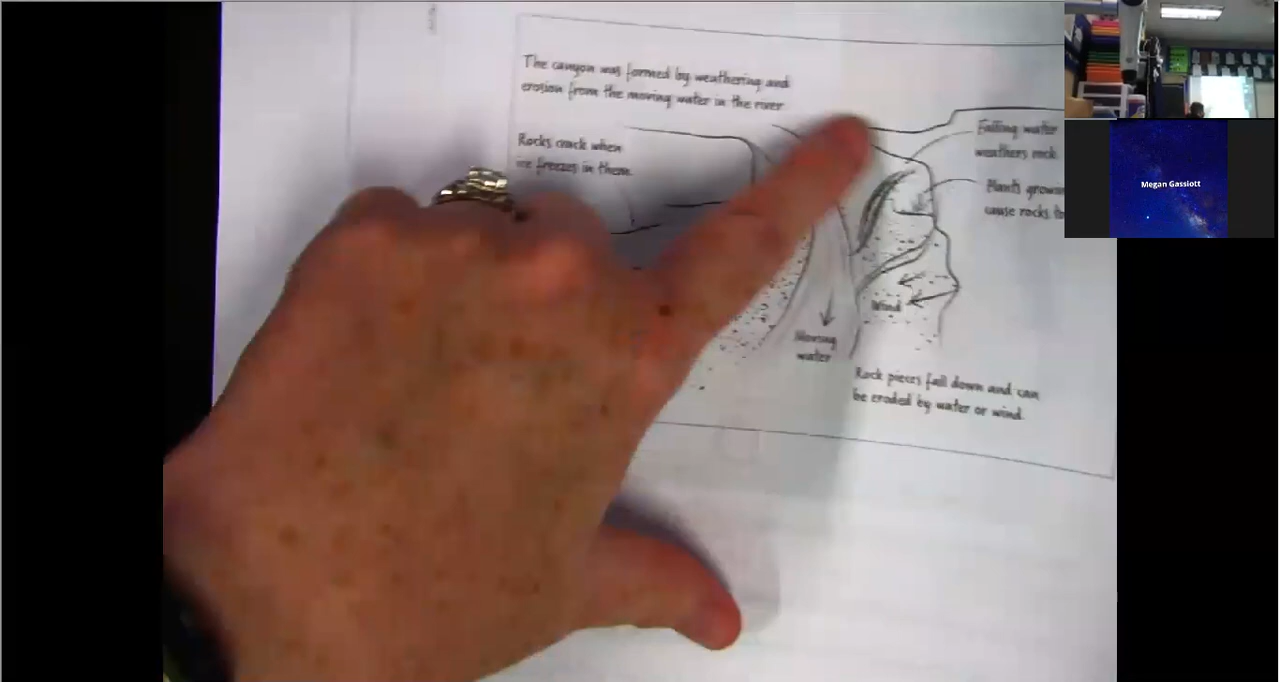 The canyon was formed by weathering and
erosion from the moving water in the river
Rocks crack when
ice freezes in them.
Falling water
weathers rock
Plants
cause rocks
Wind
Moving
water
Rock pieces fall down and can
be eroded by water or wind.
Megan Gassiott